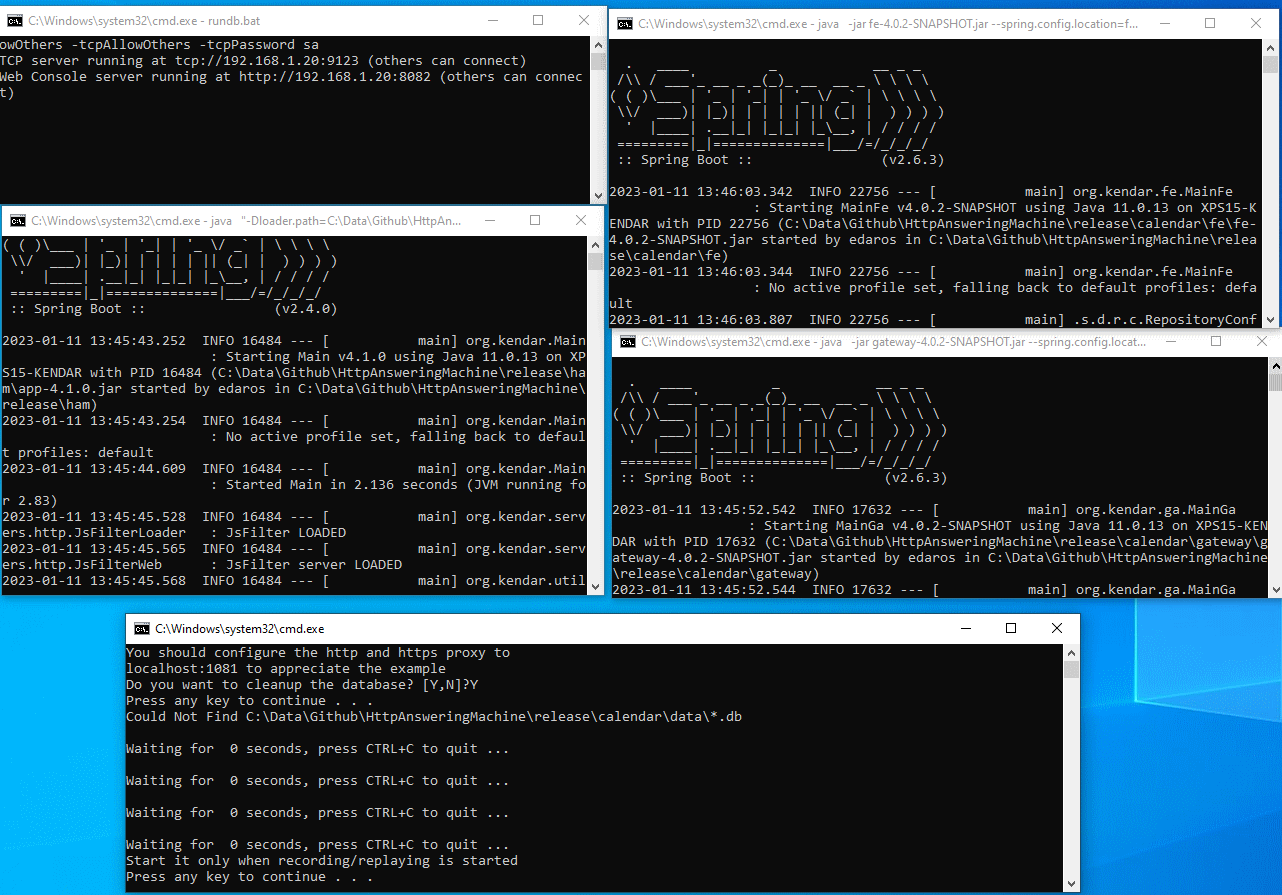 C:\Windows\system32\cmd.exe - rundb.bat
owOthers -tcpAllowOthers -tcpPassword sa
TCP server running at tcp://192.168.1.20:9123 (others can connect)
Web Console server running at http://192.168.1.20:8082 (others can connec
t)
C:\Windows\system32\cmd.exe - java  -jar fe-4.0.2-SNAPSHOT.jar --spring.config.location=f...
:: Spring Boot ::                (v2.6.3)
2023-01-11 13:46:03.342  INFO 22756 --- [           main] org.kendar.fe.MainFe
                  : Starting MainFe v4.0.2-SNAPSHOT using Java 11.0.13 on XPS15-K
ENDAR with PID 22756 (C:\Data\Github\HttpAnsweringMachine\release\calendar\fe\fe-
4.0.2-SNAPSHOT.jar started by edaros in C:\Data\Github\HttpAnsweringMachine\relea
se\calendar\fe)
2023-01-11 13:46:03.344  INFO 22756 --- [           main] org.kendar.fe.MainFe
                  : No active profile set, falling back to default profiles: defa
ult
2023-01-11 13:46:03.807  INFO 22756 --- [           main] .s.d.r.c.RepositoryConf
C:\Windows\system32\cmd.exe - java  "-Dloader.path=C:\Data\Github\HttpAn...
:: Spring Boot ::                (v2.4.0)
2023-01-11 13:45:43.252  INFO 16484 --- [           main] org.kendar.Main
                          : Starting Main v4.1.0 using Java 11.0.13 on XP
S15-KENDAR with PID 16484 (C:\Data\Github\HttpAnsweringMachine\release\ha
m\app-4.1.0.jar started by edaros in C:\Data\Github\HttpAnsweringMachine\
release\ham)
2023-01-11 13:45:43.254  INFO 16484 --- [           main] org.kendar.Main
                          : No active profile set, falling back to defaul
t profiles: default
2023-01-11 13:45:44.609  INFO 16484 --- [           main] org.kendar.Main
                          : Started Main in 2.136 seconds (JVM running fo
r 2.83)
2023-01-11 13:45:45.528  INFO 16484 --- [           main] org.kendar.serv
ers.http.JsFilterLoader   : JsFilter LOADED
2023-01-11 13:45:45.565  INFO 16484 --- [           main] org.kendar.serv
ers.http.JsFilterWeb      : JsFilter server LOADED
2023-01-11 13:45:45.568  INFO 16484 --- [           main] org.kendar.util
C:\Windows\system32\cmd.exe - java  -jar gateway-4.0.2-SNAPSHOT.jar --spring.config.locat...
:: Spring Boot ::                (v2.6.3)
2023-01-11 13:45:52.542  INFO 17632 --- [           main] org.kendar.ga.MainGa
                 : Starting MainGa v4.0.2-SNAPSHOT using Java 11.0.13 on XPS15-KEN
DAR with PID 17632 (C:\Data\Github\HttpAnsweringMachine\release\calendar\gateway\g
ateway-4.0.2-SNAPSHOT.jar started by edaros in C:\Data\Github\HttpAnsweringMachine
\release\calendar\gateway)
2023-01-11 13:45:52.544  INFO 17632 --- [           main] org.kendar.ga.MainGa
C:\Windows\system32\cmd.exe
You should configure the http and https proxy to
localhost:1081 to appreciate the example
Do you want to cleanup the database? [Y,N]?Y
Press any key to continue . . .
Could Not Find C:\Data\Github\HttpAnsweringMachine\release\calendar\data\*.db
Waiting for  0 seconds, press CTRL+C to quit ...
Waiting for  0 seconds, press CTRL+C to quit ...
Waiting for  0 seconds, press CTRL+C to quit ...
Waiting for  0 seconds, press CTRL+C to quit ...
Start it only when recording/replaying is started
Press any key to continue . . .